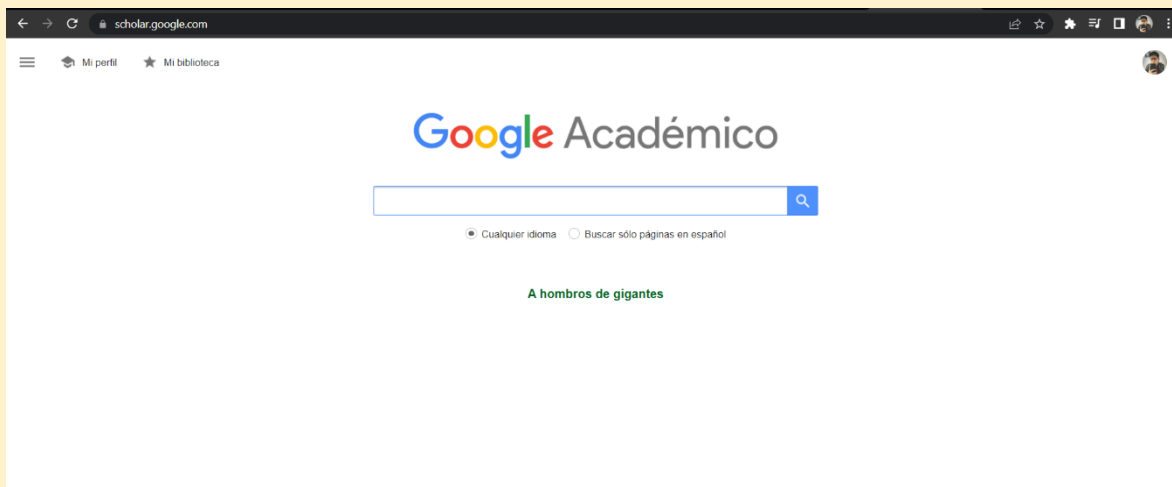 scholar.google.com
Mi perfil Mi biblioteca
Google Académico
Cualquier idioma Buscar sólo páginas en español
A hombros de gigantes